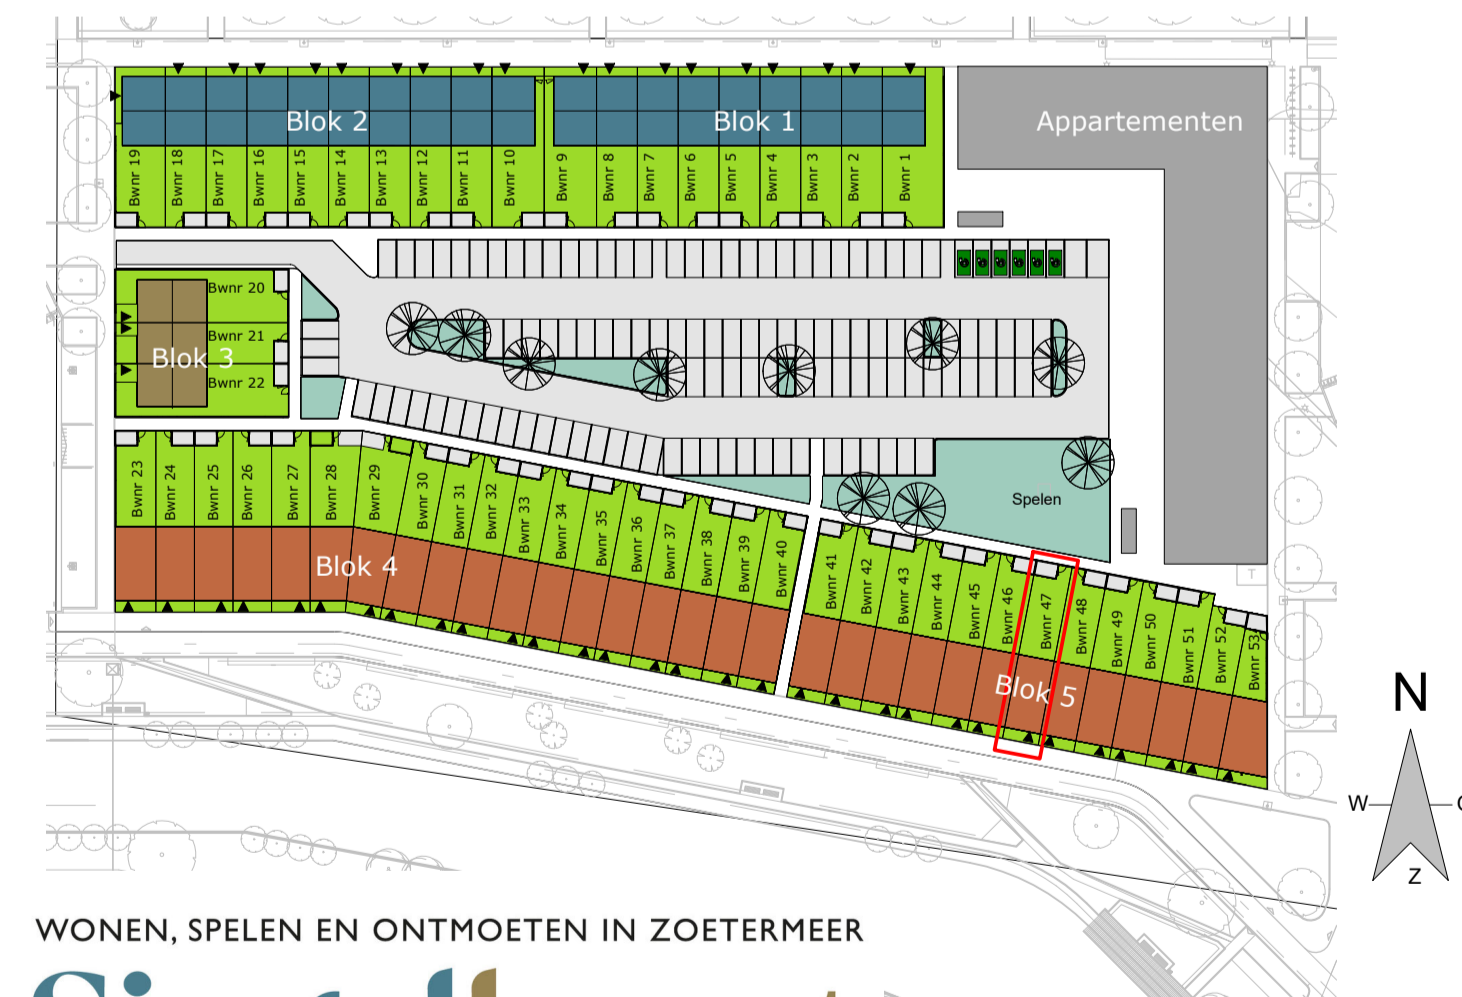 Blok 2
Blok 1
Appartementen
Bwnr 19
Bwnr 18
Bwnr 17
Bwnr 16
Bwnr 15
Bwnr 14
Bwnr 13
Bwnr 12
Bwnr 11
Bwnr 10
Bwnr 9
Bwnr 8
Bwnr 7
Bwnr 6
Bwnr 5
Bwnr 4
Bwnr 3
Bwnr 2
Bwnr 1
Bwnr 20
Bwnr 21
Blok 3
Bwnr 22
Bwnr 23
Bwnr 24
Bwnr 25
Bwnr 26
Bwnr 27
Bwnr 28
Bwnr 29
Bwnr 30
Bwnr 31
Bwnr 32
Bwnr 33
Bwnr 34
Bwnr 35
Bwnr 36
Bwnr 37
Bwnr 38
Bwnr 39
Bwnr 40
Spelen
Blok 4
Bwnr 41
Bwnr 42
Bwnr 43
Bwnr 44
Bwnr 45
Bwnr 46
Bwnr 47
Bwnr 48
Bwnr 49
Bwnr 50
Bwnr 51
Bwnr 52
Bwnr 53
T
Blok 5
N
W
Z
WONEN, SPELEN EN ONTMOETEN IN ZOETERMEER